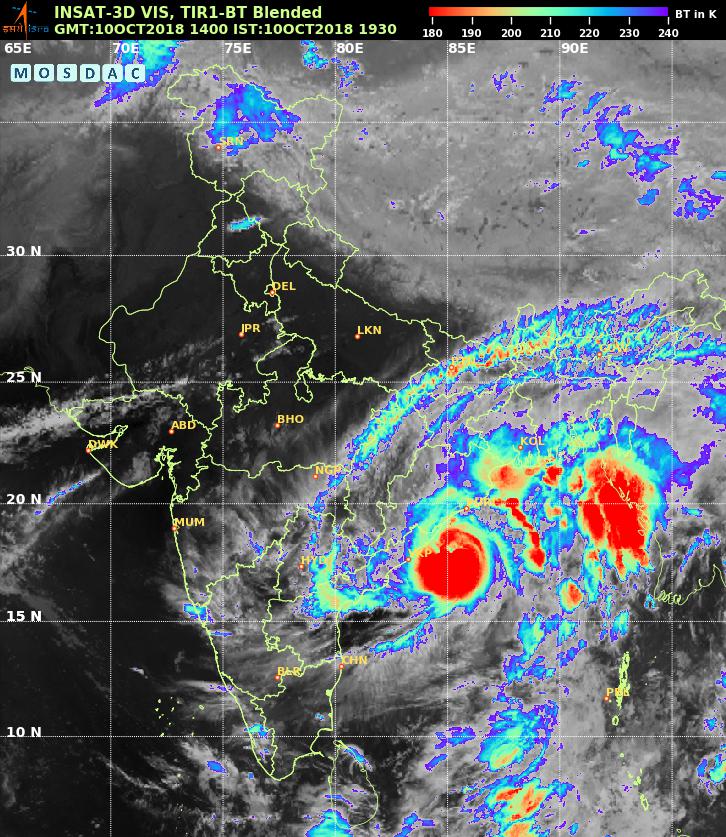 INSAT-3D VIS, TIR1-BT Blended
GMT:10OCT2018 1400 IST:10OCT2018 1930
BT in K
180 190 200 210 220 230 240
65E 70E 75E 80E 85E 90E
MOSDAC
SRN
30 N
DEL
JPR
LKN
25 N
ABD
BHO
DWK
KOL
NGP
20 N
MUM
15 N
CHN
BLR
10 N